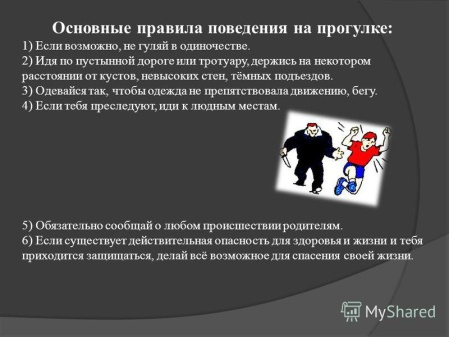 Основные правила поведения на прогулке:
1) Если возможно, не гуляй в одиночестве.
2) Идя по пустынной дороге или тротуару, держись на некотором
расстоянии от кустов, невысоких стен, тёмных подъездов.
3) Одевайся так, чтобы одежда не препятствовала движению, бегу.
4) Если тебя преследуют, иди к людным местам.
5) Обязательно сообщай о любом происшествии родителям.
6) Если существует действительная опасность для здоровья и жизни и тебя
приходится защищаться, делай всё возможное для спасения своей жизни.
MyShared